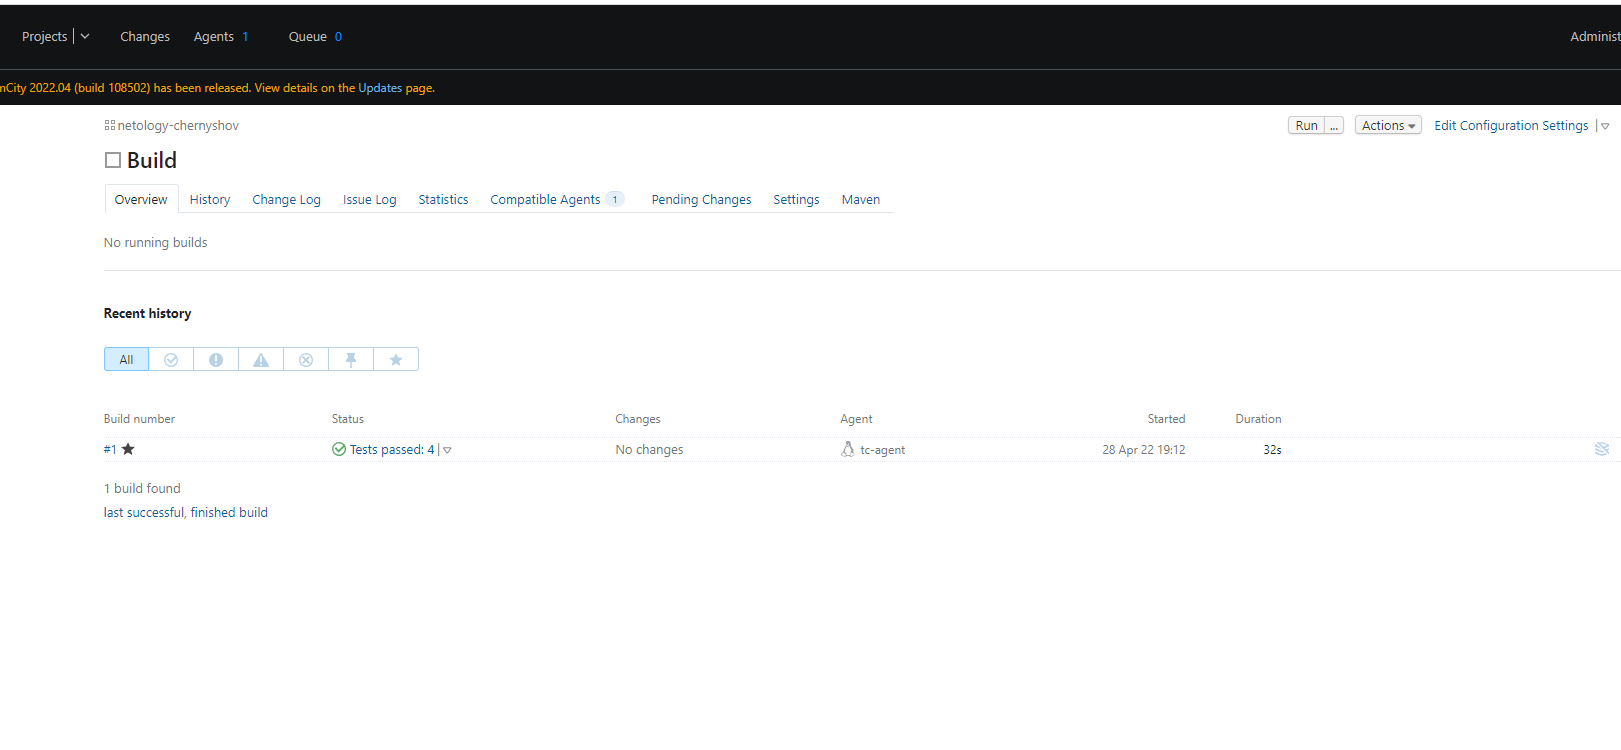 Projects Changes Agents 1 Queue 0 Administ
mCity 2022.04 (build 108502) has been released. View details on the Updates page.
netology-chernyshov Run ... Actions Edit Configuration Settings
Build
Overview History Change Log Issue Log Statistics Compatible Agents 1 Pending Changes Settings Maven
No running builds
Recent history
All
Build number Status Changes Agent Started Duration
#1 Tests passed: 4 No changes tc-agent 28 Apr 22 19:12 32s
1 build found
last successful, finished build